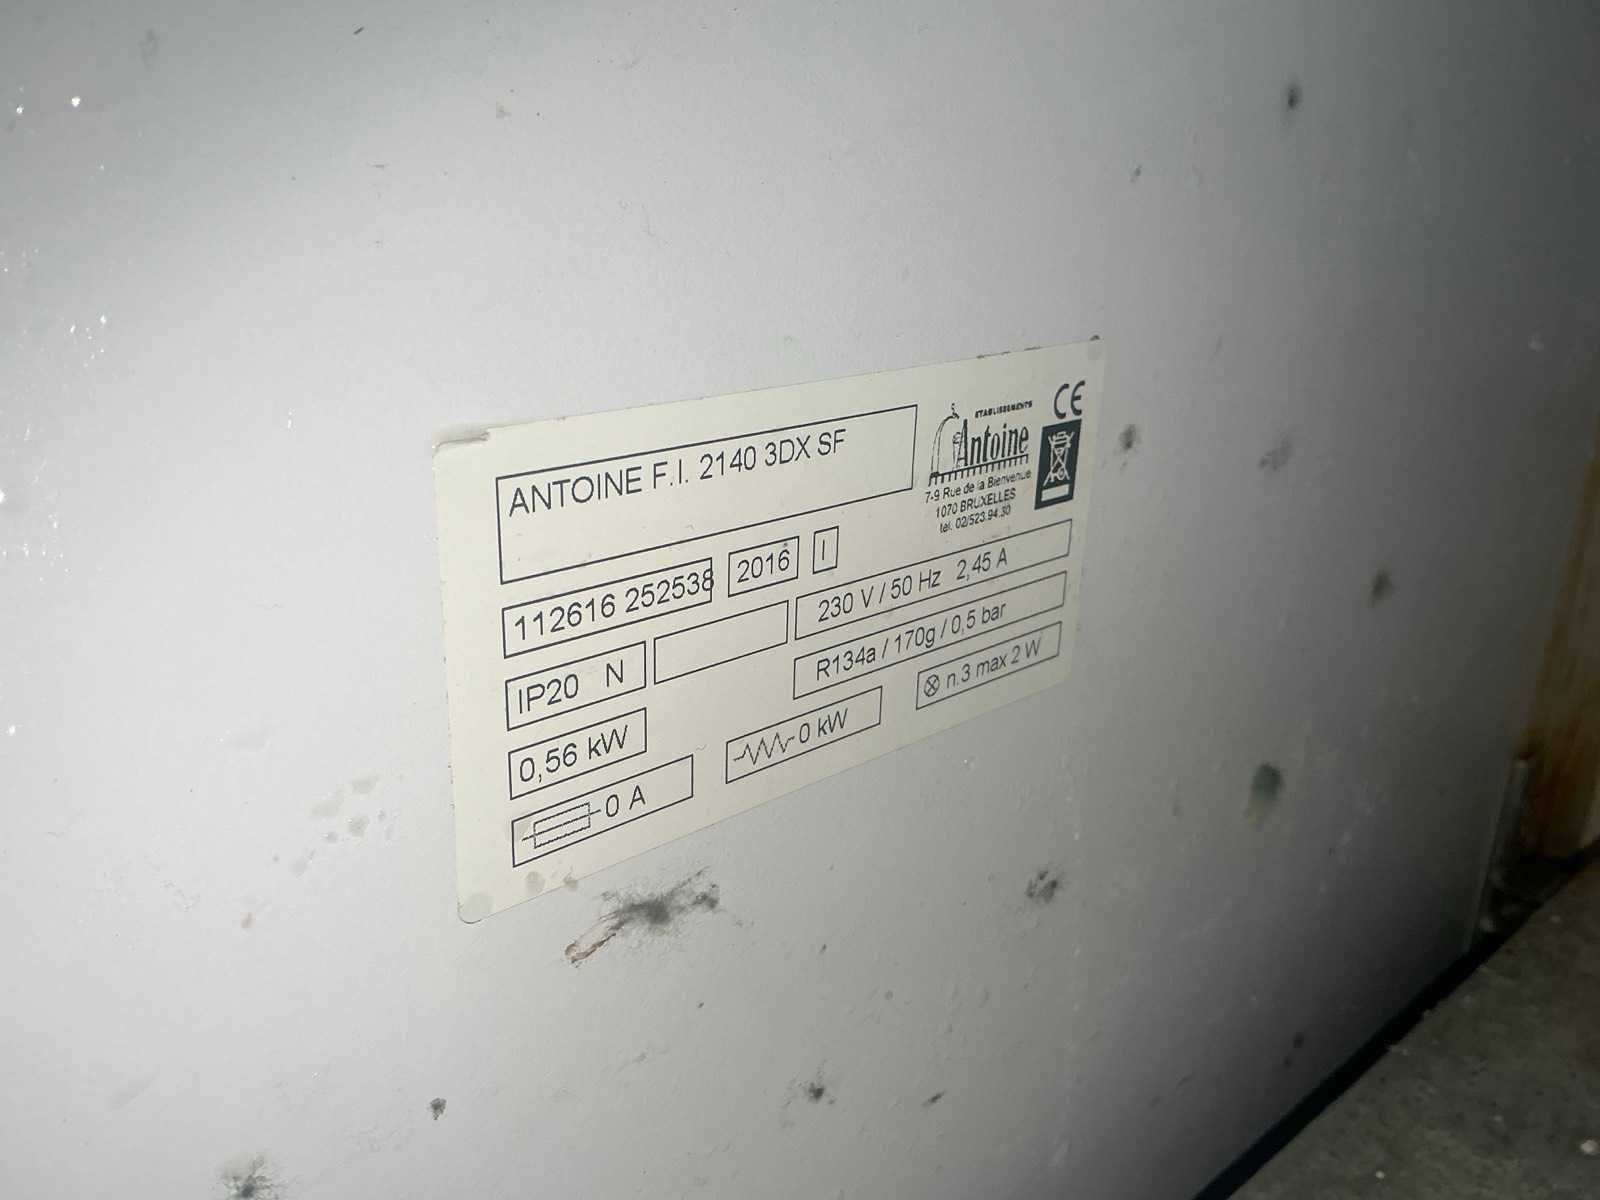 ANTOINE F.I. 2140 3DX SF
ETABLISSEMENTS
Antoine
7-9 Rue de la Bienvenue
1070 BRUXELLES
tel. 02/523.94.30
CE
112616 252538
2016
I
IP20 N
230 V / 50 Hz 2,45 A
0,56 kW
R134a / 170g / 0,5 bar
0 A
0 kW
n.3 max 2 W